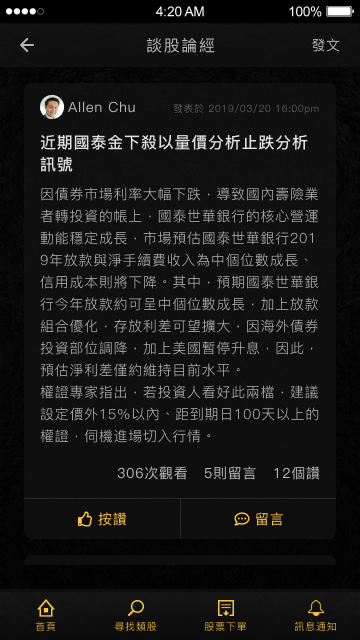 4:20 AM 100%
談股論經 發文
Allen Chu 發表於 2019/03/20 16:00pm
近期國泰金下殺以量價分析止跌分析
訊號
因債券市場利率大幅下跌，導致國內壽險業
者轉投資的帳上，國泰世華銀行的核心營運
動能穩定成長，市場預估國泰世華銀行201
9年放款與淨手續費收入為中個位數成長、
信用成本則將下降。其中，預期國泰世華銀
行今年放款約可呈中個位數成長，加上放款
組合優化，存放利差可望擴大，因海外債券
投資部位調降，加上美國暫停升息，因此，
預估淨利差僅約維持目前水平。
權證專家指出，若投資人看好此兩檔，建議
設定價外15%以內、距到期日100天以上的
權證，伺機進場切入行情。
306次觀看 5則留言 12個讚
按讚 留言
首頁 尋找類股 股票下單 訊息通知